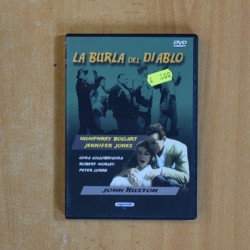 DVD
LA BURLA DEL DIABLO
HUMPHREY BOGART
JENNIFER JONES
GINA LOLLOBRIGIDA
ROBERT MORLEY
PETER LORRE
JOHN HUSTON